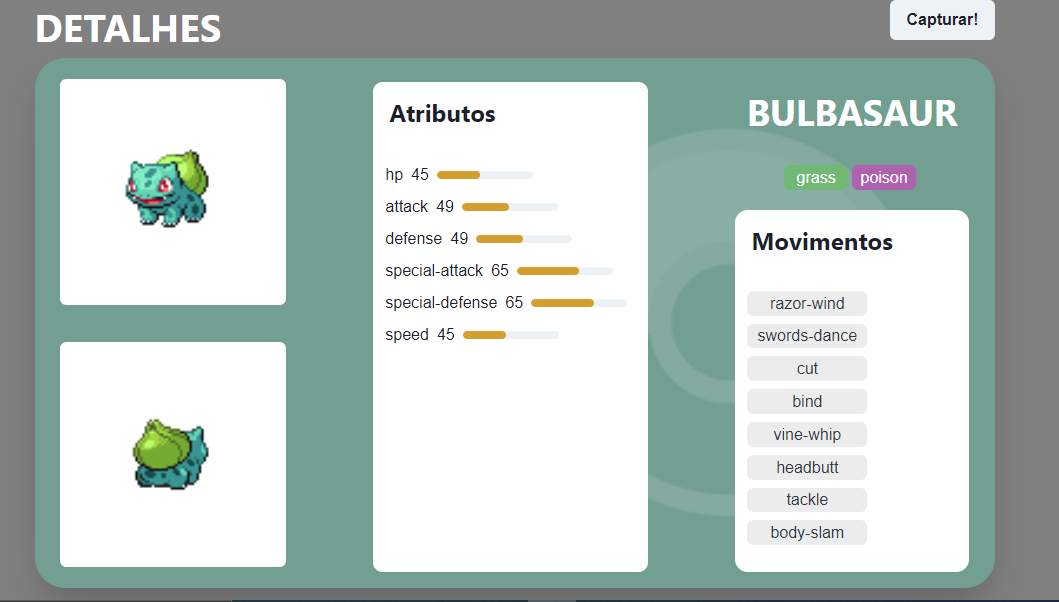 DETALHES
Capturar!
Atributos
hp 45
attack 49
defense 49
special-attack 65
special-defense 65
speed 45
BULBASAUR
grass poison
Movimentos
razor-wind
swords-dance
cut
bind
vine-whip
headbutt
tackle
body-slam